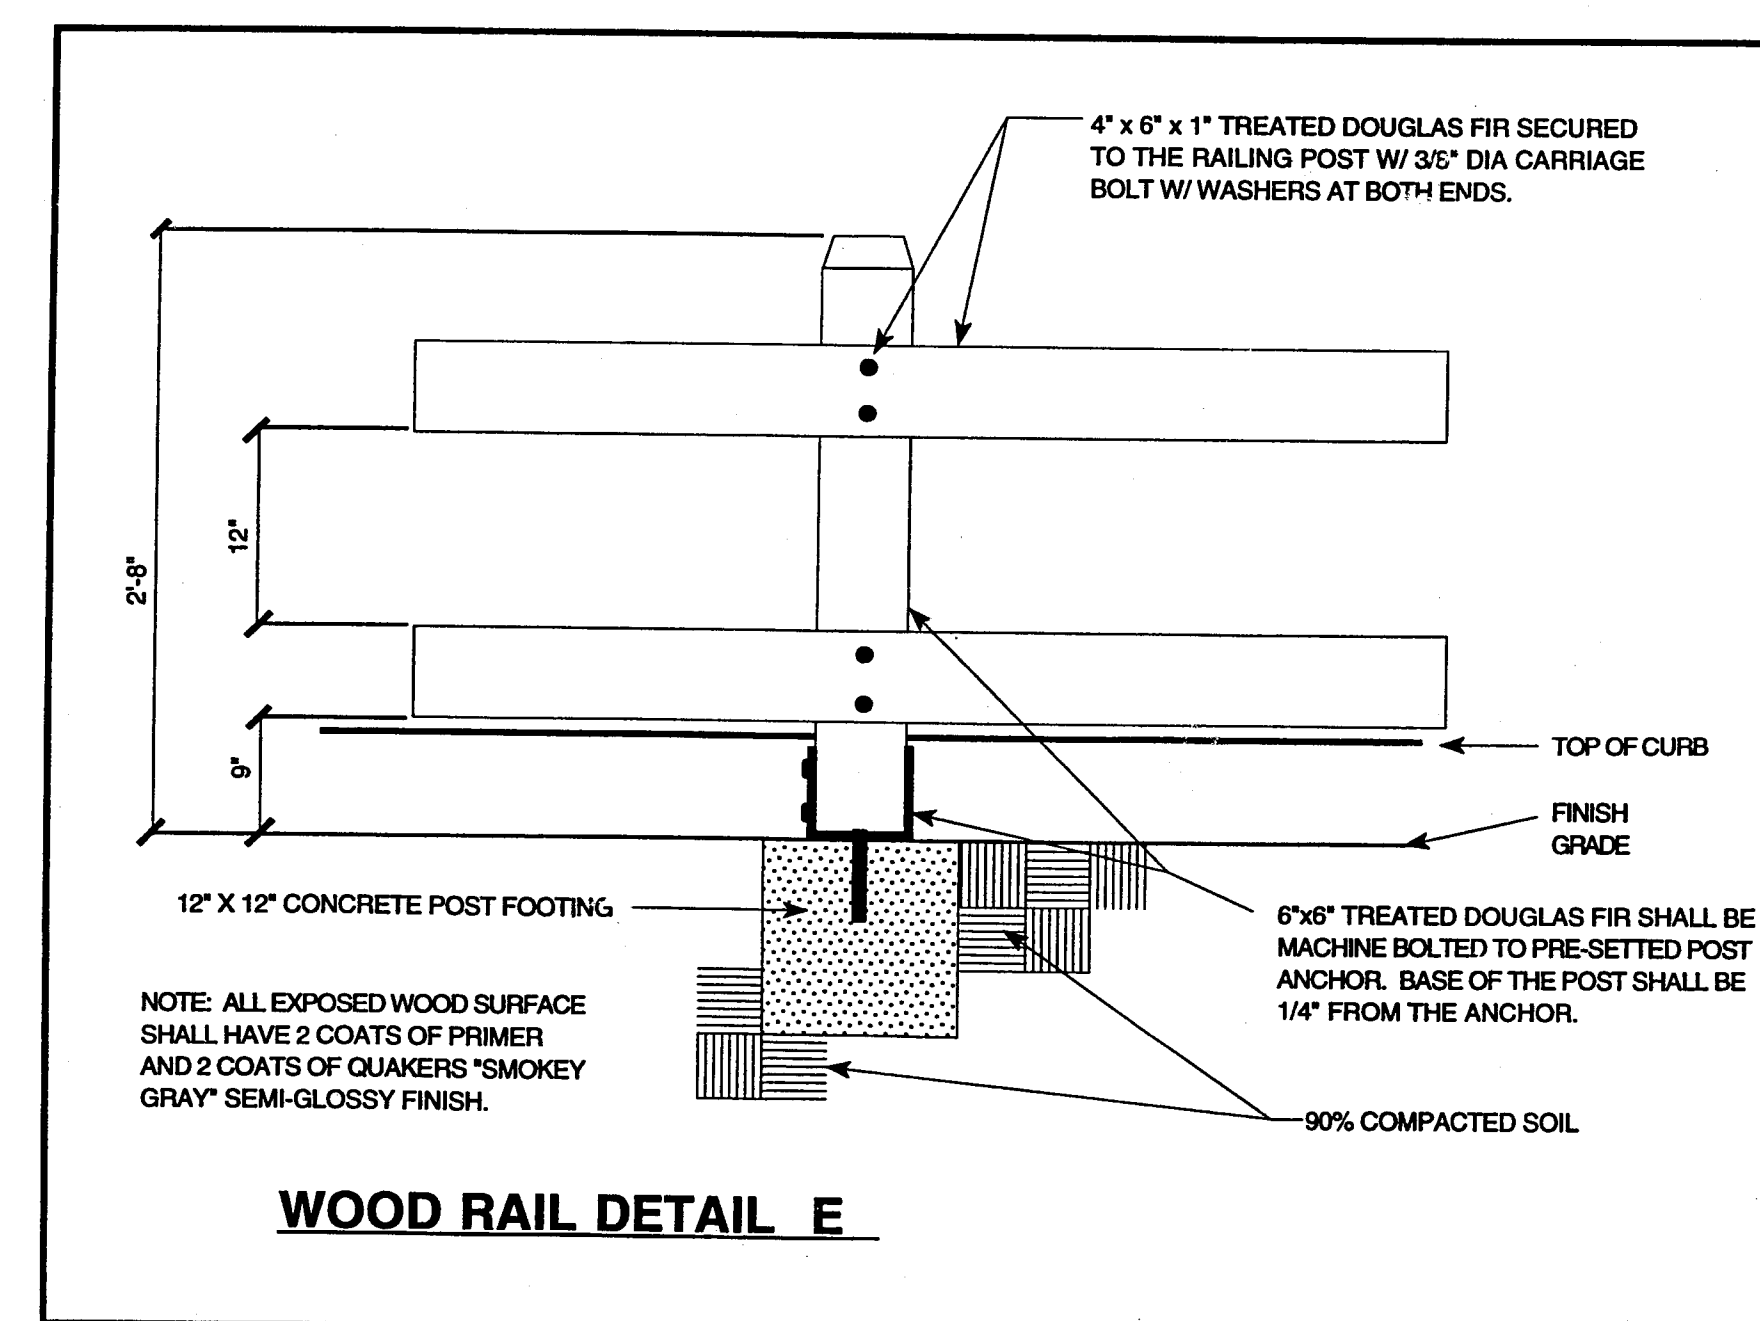 4" x 6" x 1" TREATED DOUGLAS FIR SECURED
TO THE RAILING POST W/ 3/8" DIA CARRIAGE
BOLT W/ WASHERS AT BOTH ENDS.
2'-8"
12"
9"
TOP OF CURB
FINISH
GRADE
12" X 12" CONCRETE POST FOOTING
6"x6" TREATED DOUGLAS FIR SHALL BE
MACHINE BOLTED TO PRE-SETTED POST
ANCHOR. BASE OF THE POST SHALL BE
1/4" FROM THE ANCHOR.
NOTE: ALL EXPOSED WOOD SURFACE
SHALL HAVE 2 COATS OF PRIMER
AND 2 COATS OF QUAKERS "SMOKEY
GRAY" SEMI-GLOSSY FINISH.
90% COMPACTED SOIL
WOOD RAIL DETAIL E